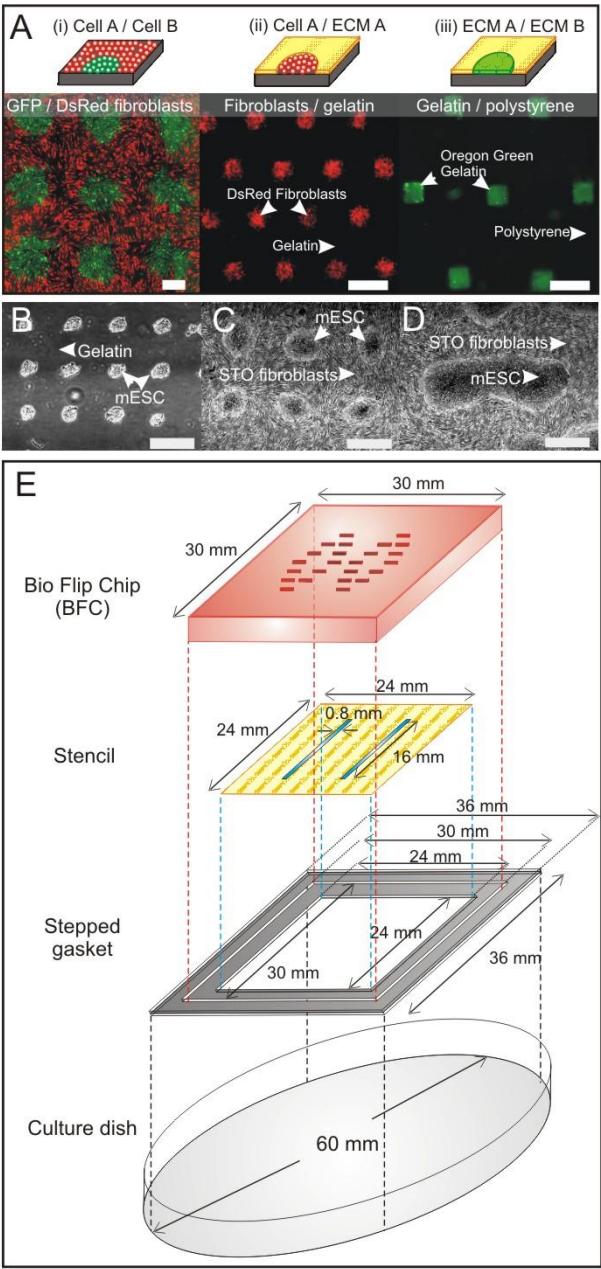 A
(i) Cell A / Cell B
(ii) Cell A / ECM A
(iii) ECM A / ECM B
GFP / DsRed fibroblasts
Fibroblasts / gelatin
Gelatin / polystyrene
DsRed Fibroblasts
Gelatin
Oregon Green
Gelatin
Polystyrene
B
Gelatin
mESC
C
mESC
STO fibroblasts
D
STO fibroblasts
mESC
E
30 mm
30 mm
Bio Flip Chip
(BFC)
24 mm
24 mm
0.8 mm
Stencil
16 mm
36 mm
30 mm
24 mm
Stepped
gasket
24 mm
30 mm
36 mm
Culture dish
60 mm